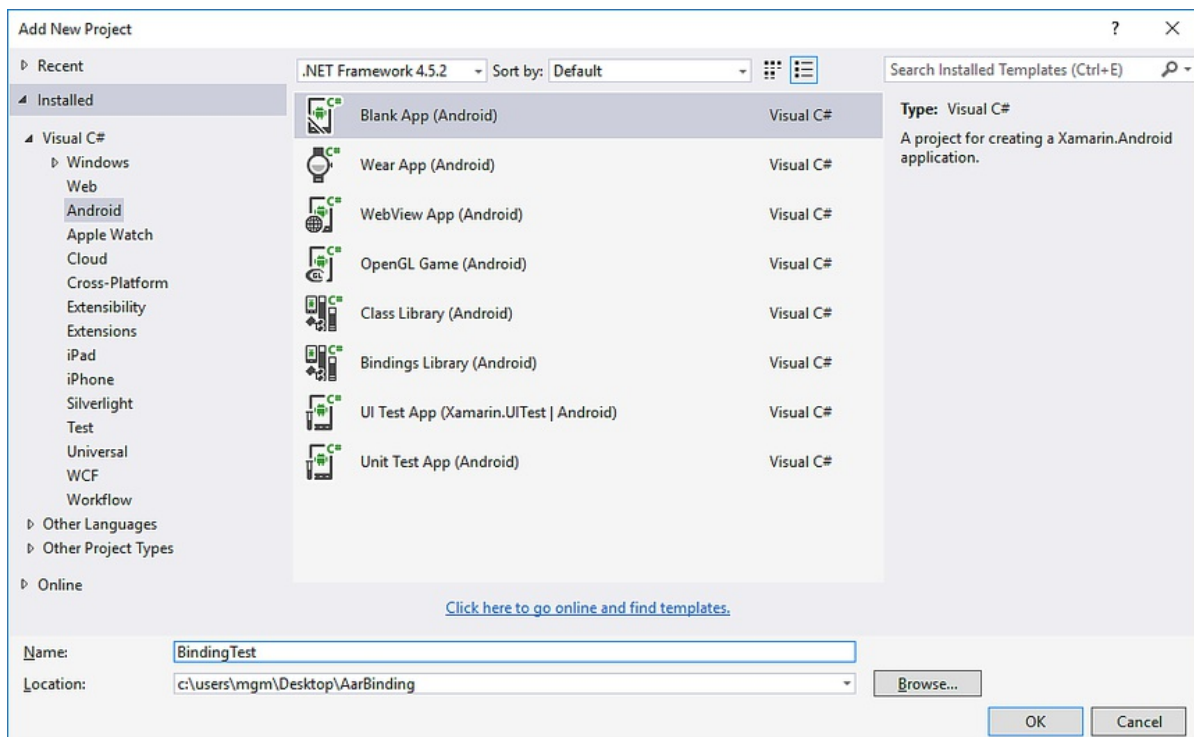 Add New Project
?
Recent
Installed
Visual C#
Windows
Web
Android
Apple Watch
Cloud
Cross-Platform
Extensibility
Extensions
iPad
iPhone
Silverlight
Test
Universal
WCF
Workflow
Other Languages
Other Project Types
Online
.NET Framework 4.5.2 Sort by: Default
Blank App (Android) Visual C#
Wear App (Android) Visual C#
WebView App (Android) Visual C#
OpenGL Game (Android) Visual C#
Class Library (Android) Visual C#
Bindings Library (Android) Visual C#
UI Test App (Xamarin.UITest | Android) Visual C#
Unit Test App (Android) Visual C#
Click here to go online and find templates.
Search Installed Templates (Ctrl+E)
Type: Visual C#
A project for creating a Xamarin.Android
application.
Name: BindingTest
Location: c:\users\mgm\Desktop\AarBinding
Browse...
OK Cancel